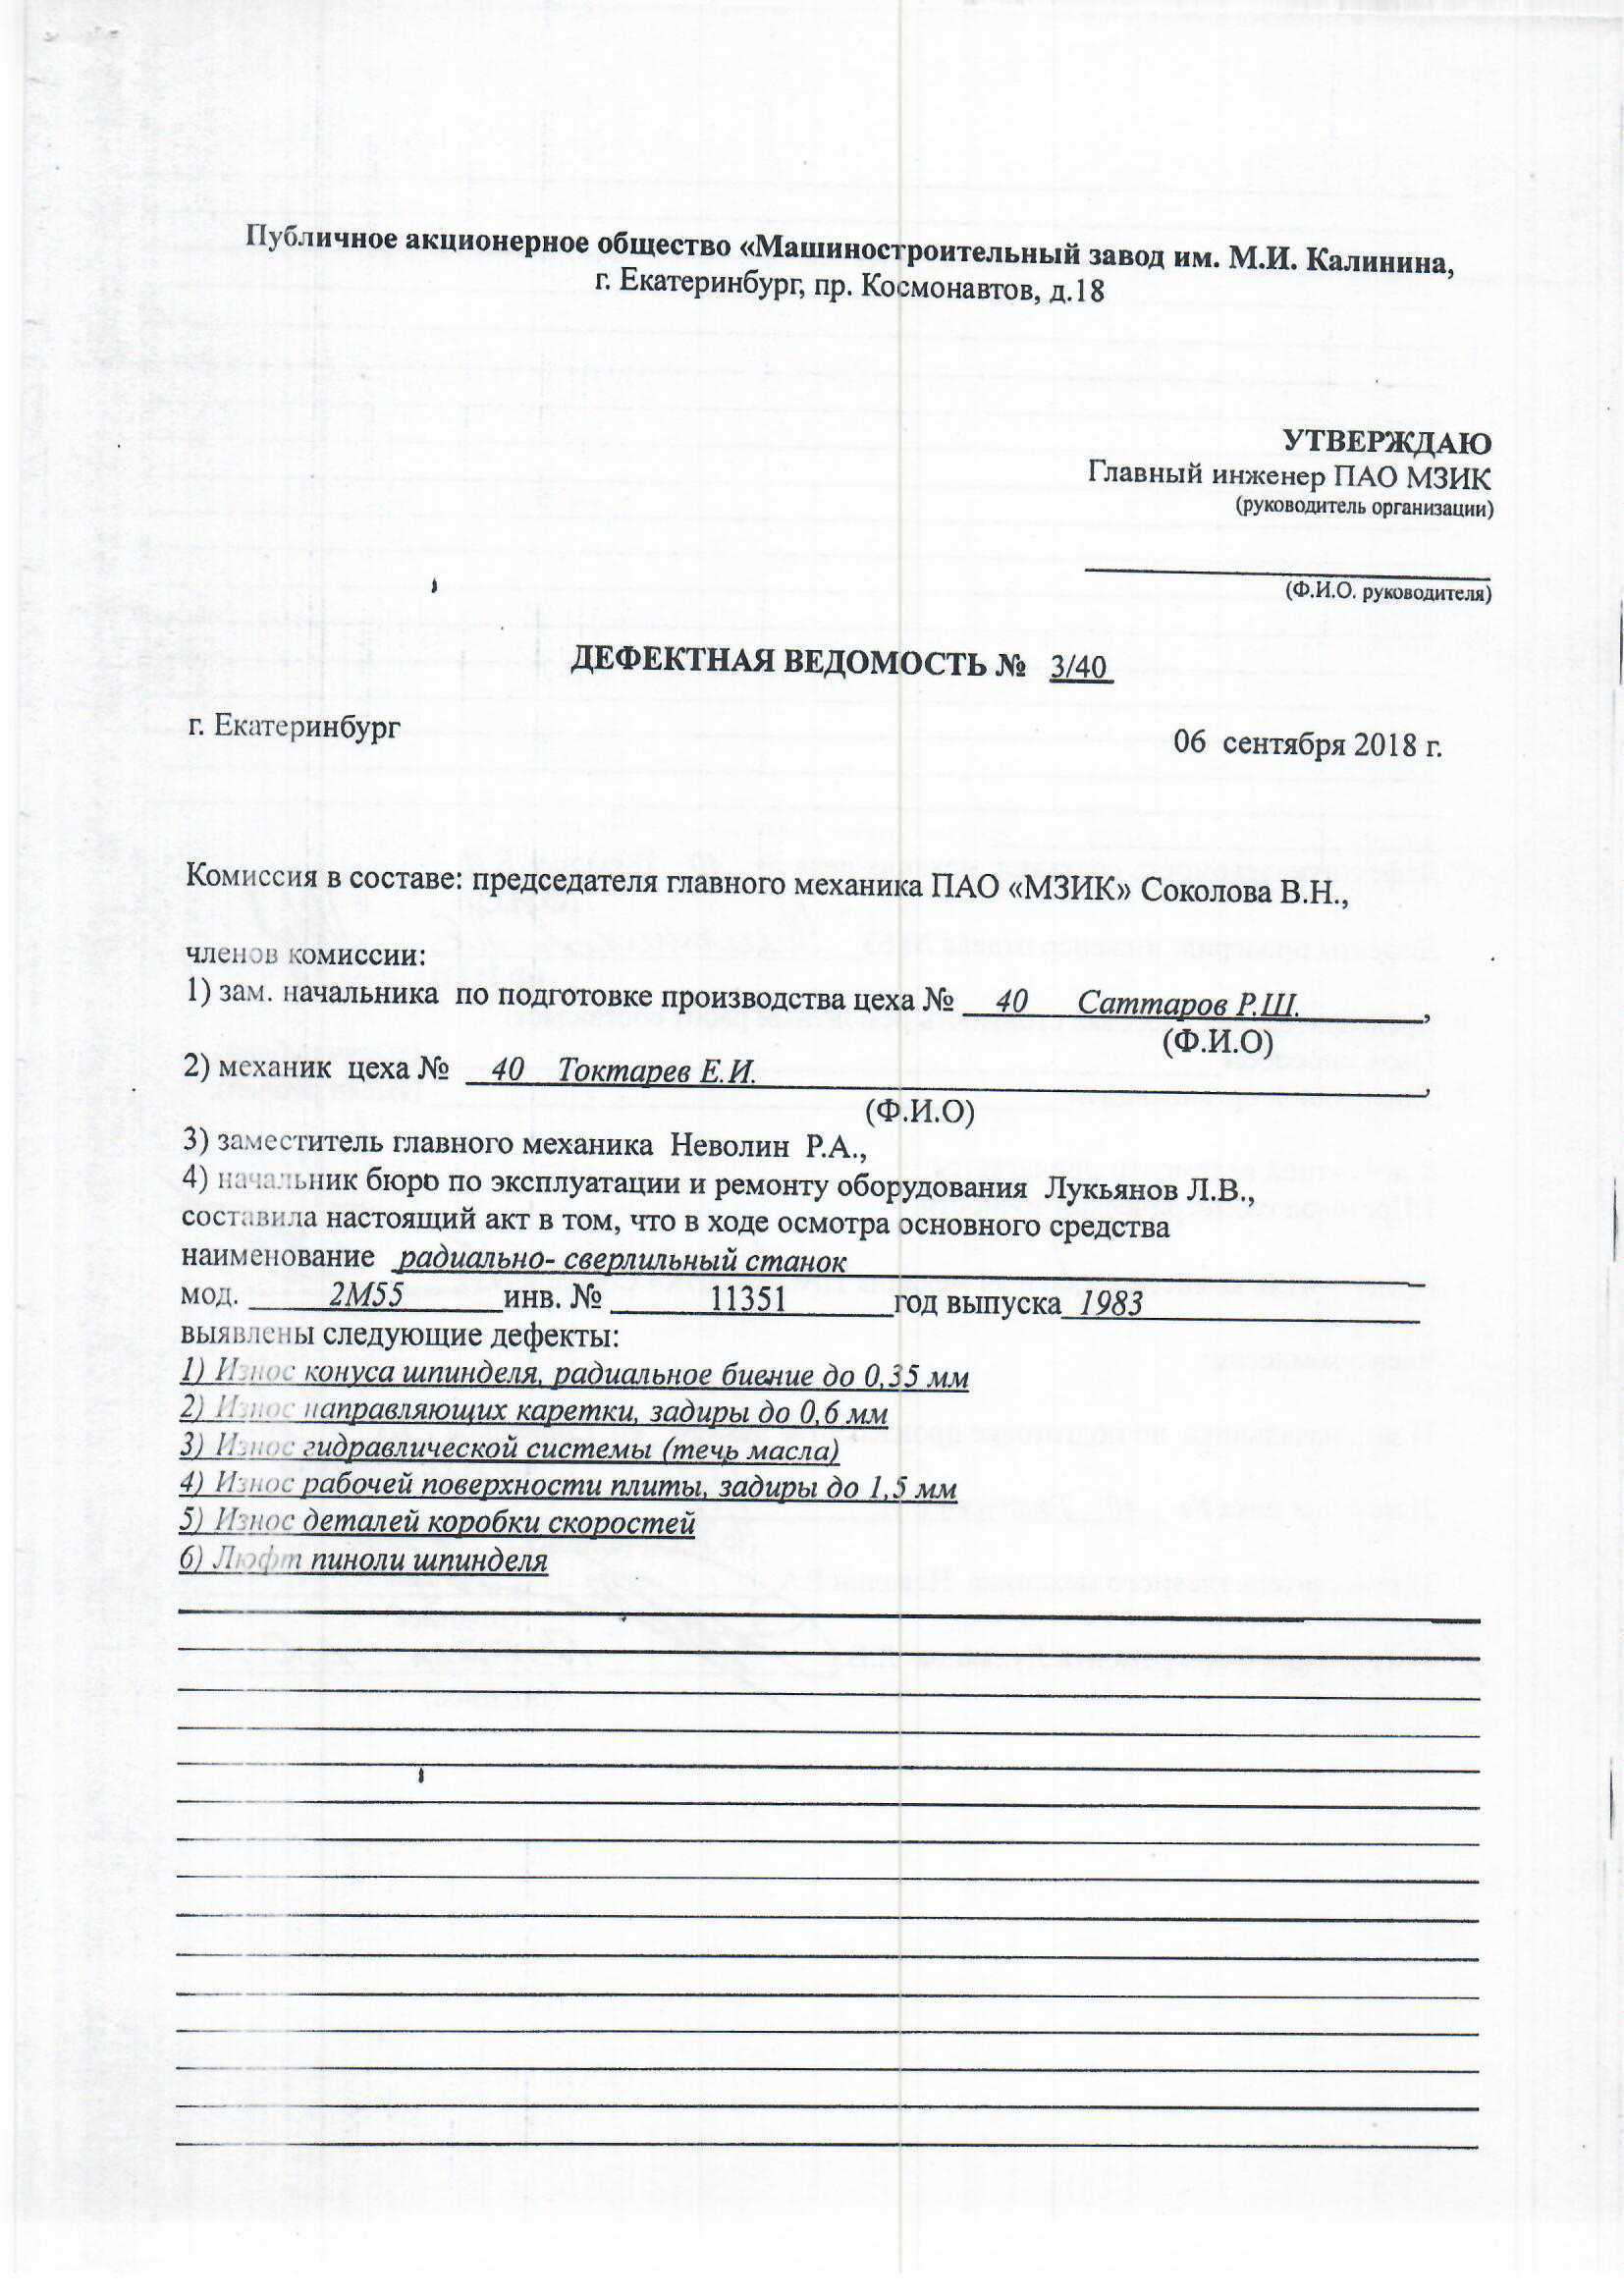 Публичное акционерное общество «Машиностроительный завод им. М.И. Калинина,
г. Екатеринбург, пр. Космонавтов, д.18
УТВЕРЖДАЮ
Главный инженер ПАО МЗИК
(руководитель организации)
(Ф.И.О. руководителя)
ДЕФЕКТНАЯ ВЕДОМОСТЬ № 3/40
г. Екатеринбург
06 сентября 2018 г.
Комиссия в составе: председателя главного механика ПАО «МЗИК» Соколова В.Н.,
членов комиссии:
1) зам. начальника по подготовке производства цеха № 40 Саттаров Р.Ш. ,
(Ф.И.О)
2) механик цеха № 40 Токтарев Е.И. ,
(Ф.И.О)
3) заместитель главного механика Неволин Р.А.,
4) начальник бюро по эксплуатации и ремонту оборудования Лукьянов Л.В.,
составила настоящий акт в том, что в ходе осмотра основного средства
наименование радиально- сверлильный станок
мод. 2М55 инв. № 11351 год выпуска 1983
выявлены следующие дефекты:
1) Износ конуса шпинделя, радиальное биение до 0,35 мм
2) Износ направляющих каретки, задиры до 0,6 мм
3) Износ гидравлической системы (течь масла)
4) Износ рабочей поверхности плиты, задиры до 1,5 мм
5) Износ деталей коробки скоростей
6) Люфт пиноли шпинделя